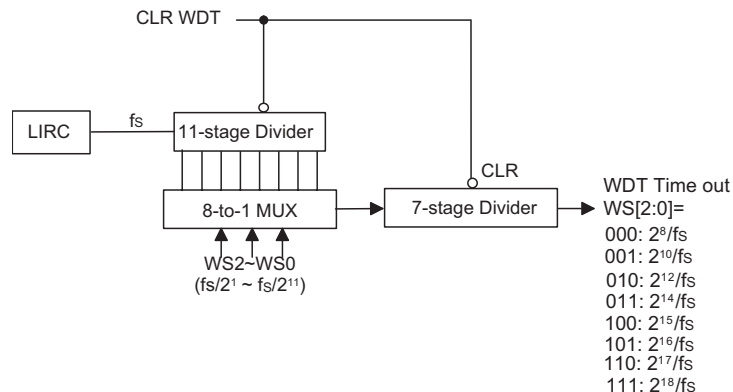 CLR WDT
LIRC
fS
11-stage Divider
CLR
8-to-1 MUX
7-stage Divider
WS2~WS0
(fS/2¹ ~ fS/2¹¹)
WDT Time out
WS[2:0]=
000: 2⁸/fS
001: 2¹⁰/fS
010: 2¹²/fS
011: 2¹⁴/fS
100: 2¹⁵/fS
101: 2¹⁶/fS
110: 2¹⁷/fS
111: 2¹⁸/fS